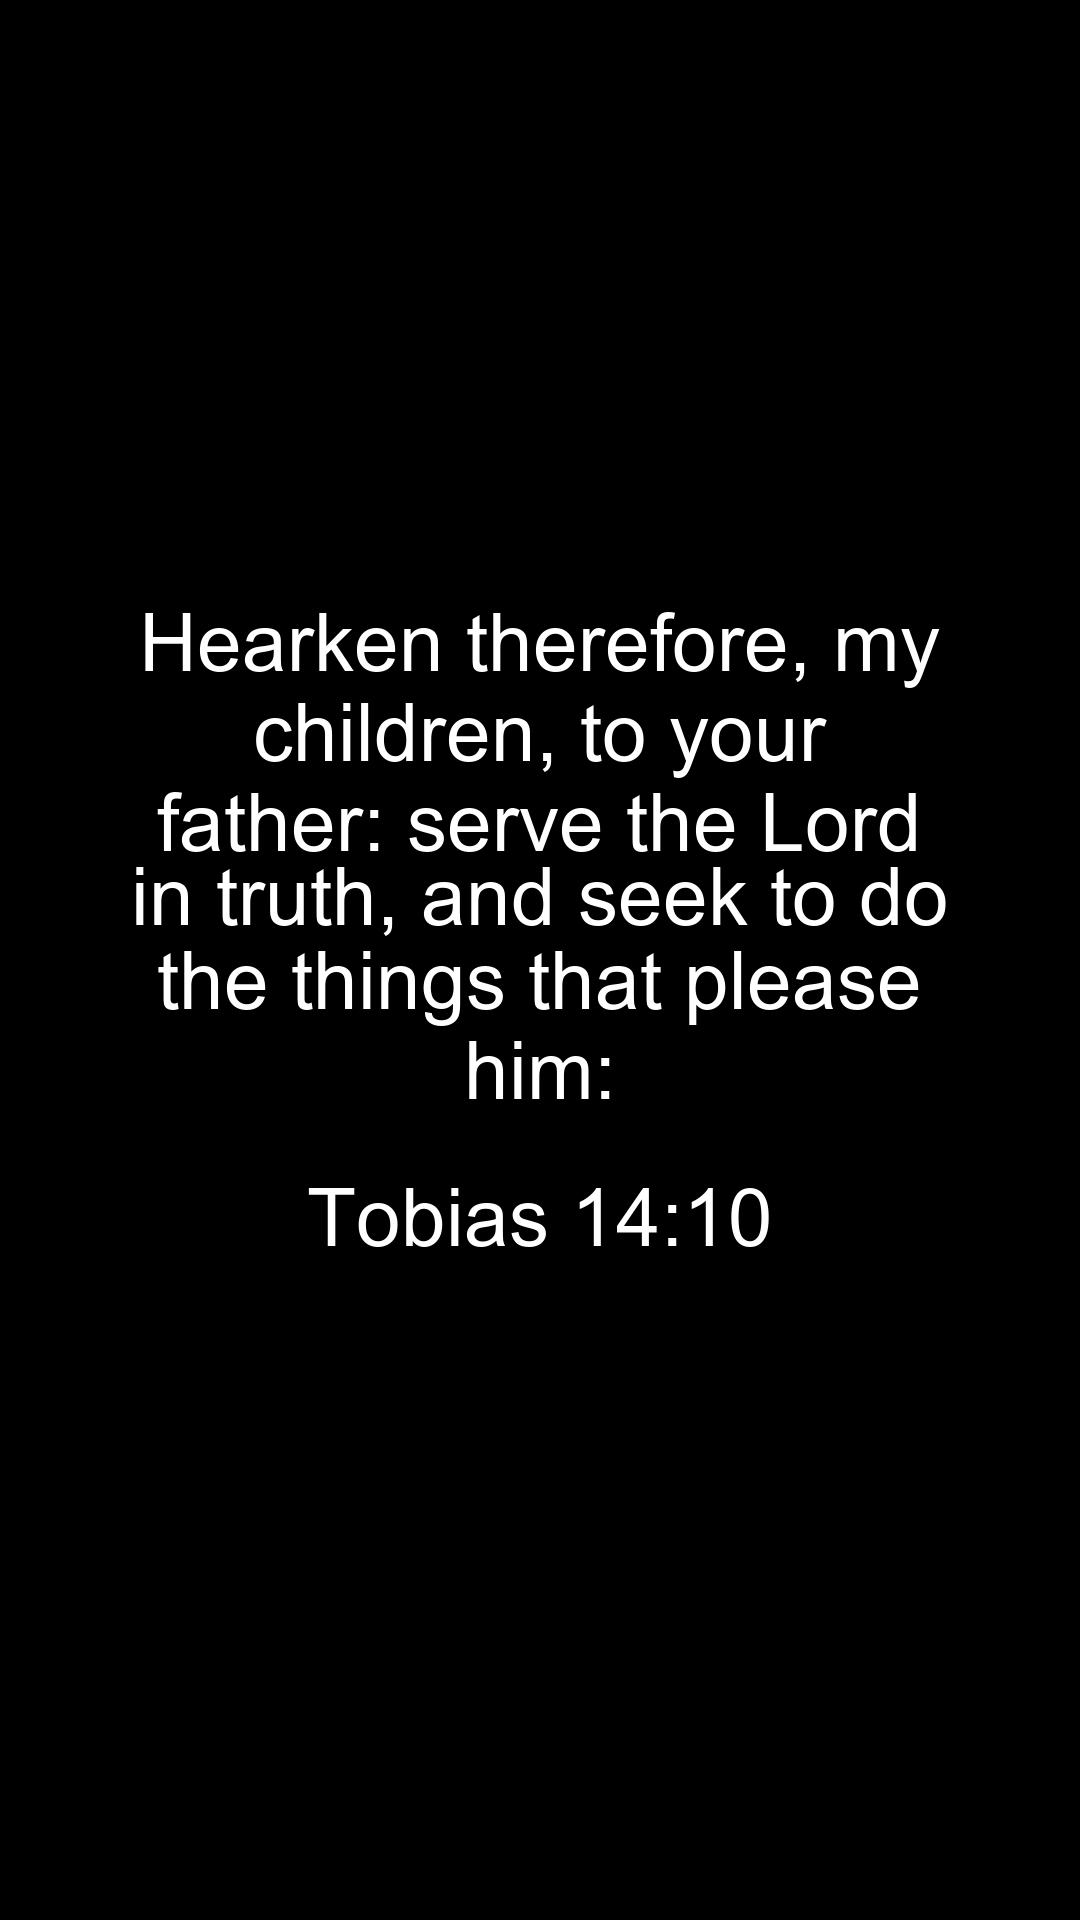 Hearken therefore, my
children, to your
father: serve the Lord
in truth, and seek to do
the things that please
him:
Tobias 14:10